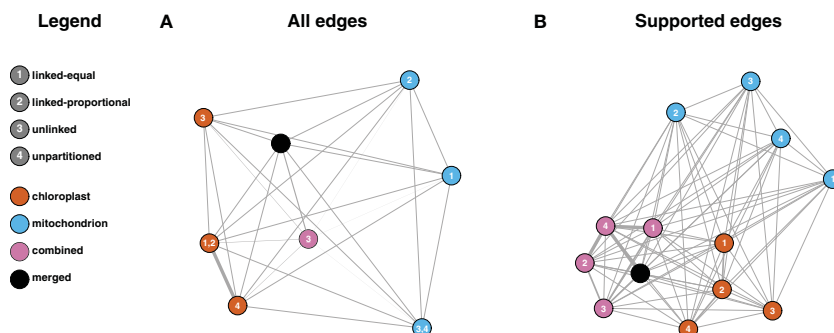 Legend
1 linked-equal
2 linked-proportional
3 unlinked
4 unpartitioned
chloroplast
mitochondrion
combined
merged
A All edges
2
3
1
1,2
3
4
3,4
B Supported edges
3
2
4
1
4
1
1
2
2
3
3
4